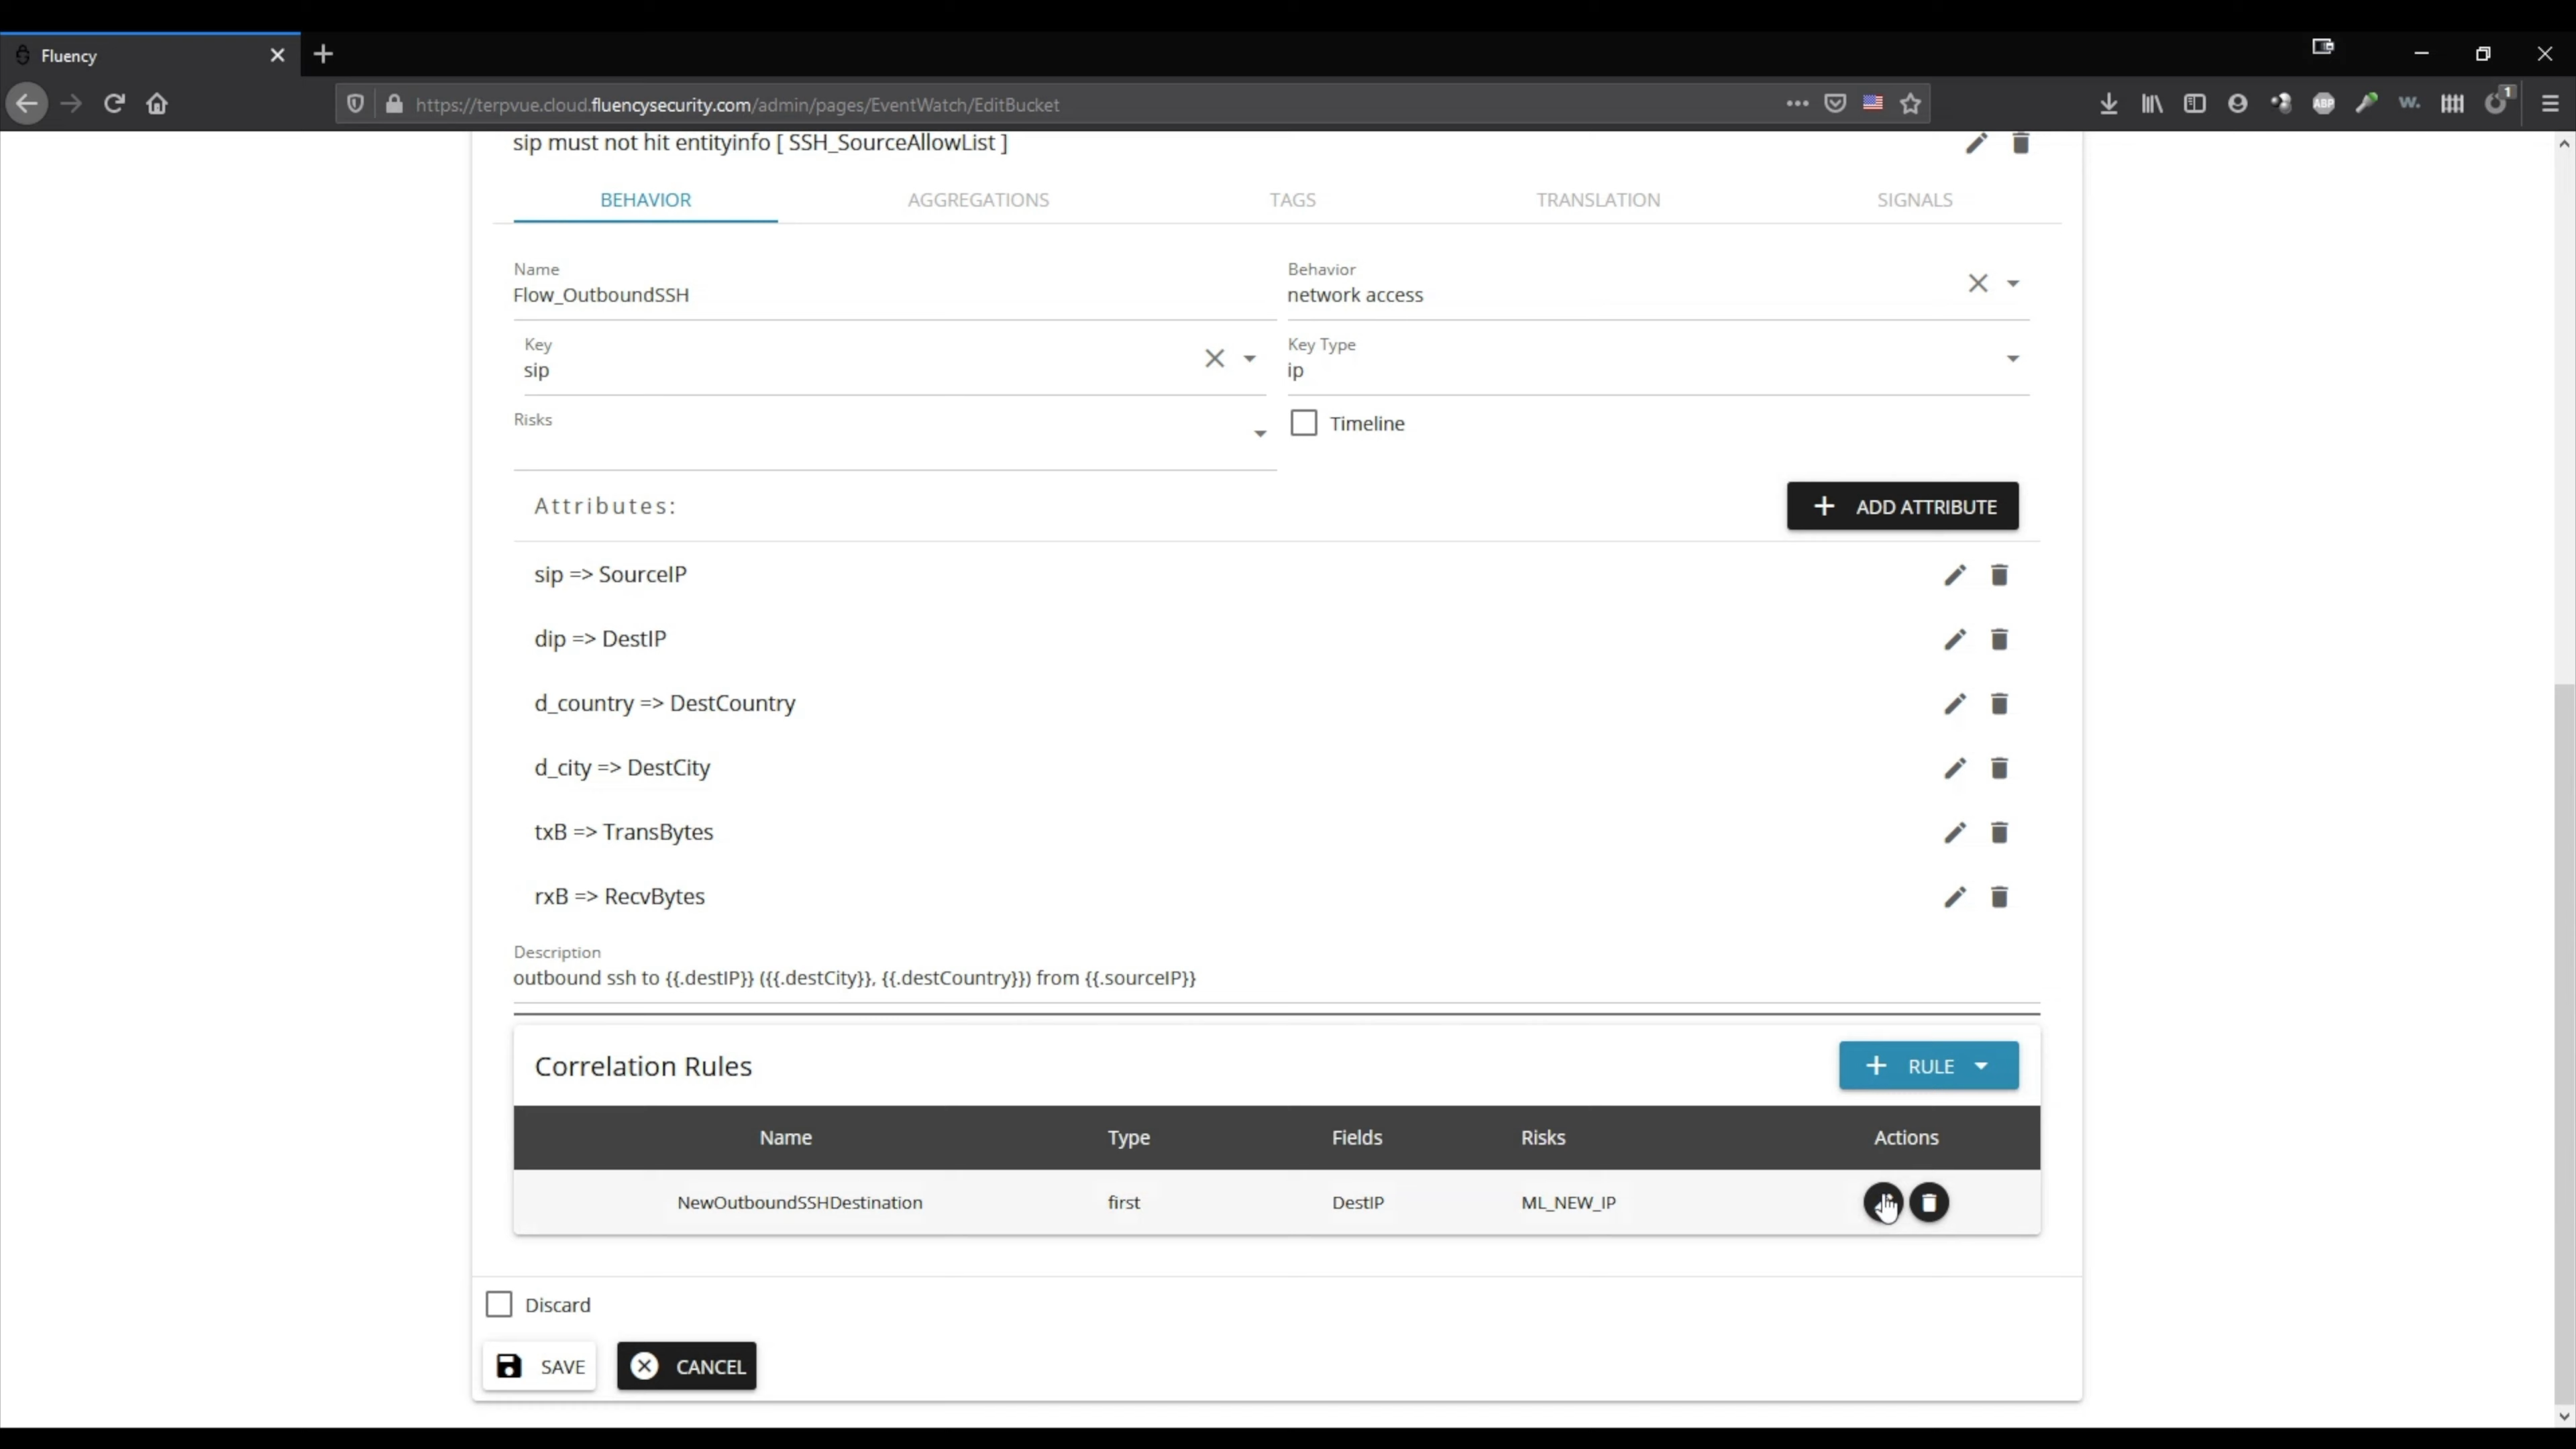 Fluency
https://terpvue.cloud.fluencysecurity.com/admin/pages/EventWatch/EditBucket
ABP
w.
1
sip must not hit entityinfo [ SSH_SourceAllowList ]
BEHAVIOR AGGREGATIONS TAGS TRANSLATION SIGNALS
Name
Flow_OutboundSSH
Behavior
network access
Key
sip
Key Type
ip
Risks
Timeline
Attributes:
ADD ATTRIBUTE
sip => SourceIP
dip => DestIP
d_country => DestCountry
d_city => DestCity
txB => TransBytes
rxB => RecvBytes
Description
outbound ssh to {{.destIP}} ({{.destCity}}, {{.destCountry}}) from {{.sourceIP}}
Correlation Rules
RULE
Name Type Fields Risks Actions
NewOutboundSSHDestination first DestIP ML_NEW_IP
Discard
SAVE
CANCEL